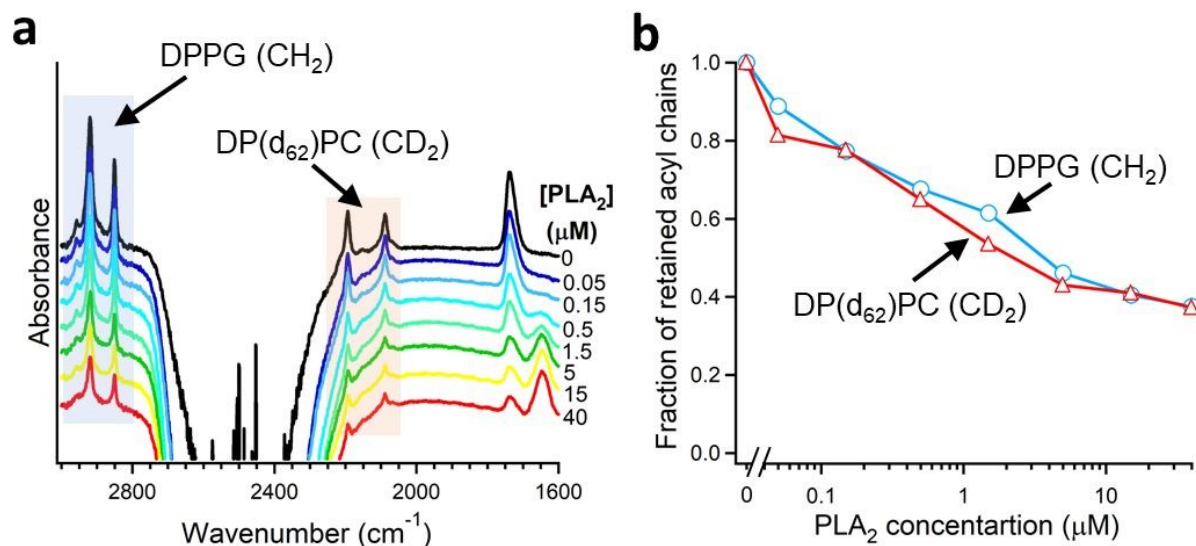 a
DPPG (CH₂)
DP(d₆₂)PC (CD₂)
[PLA₂]
(μM)
0
0.05
0.15
0.5
1.5
5
15
40
Absorbance
2800
2400
2000
1600
Wavenumber (cm⁻¹)
b
Fraction of retained acyl chains
1.0
0.8
0.6
0.4
0.2
0.0
DPPG (CH₂)
DP(d₆₂)PC (CD₂)
0
0.1
1
10
PLA₂ concentartion (μM)